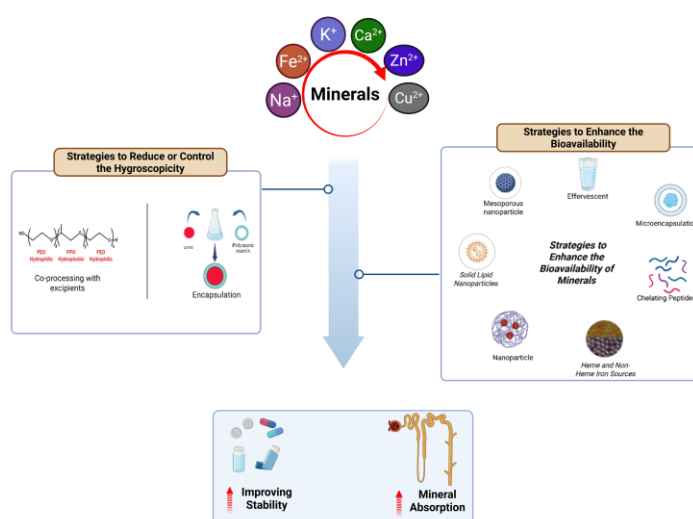 K⁺
Ca²⁺
Fe²⁺
Zn²⁺
Na⁺
Minerals
Cu²⁺
Strategies to Reduce or Control
the Hygroscopicity
HO
H
PEO
Hydrophilic
PPO
Hydrophobic
PEO
Hydrophilic
Co-processing with
excipients
core
Polymeric
matrix
Encapsulation
Strategies to Enhance the
Bioavailability
Mesoporous
nanoparticle
Effervescent
Microencapsulatio
Solid Lipid
Nanoparticles
Strategies to
Enhance the
Bioavailability of
Minerals
Chelating Peptide
Nanoparticle
Heme and Non-
Heme Iron Sources
Improving
Stability
Mineral
Absorption